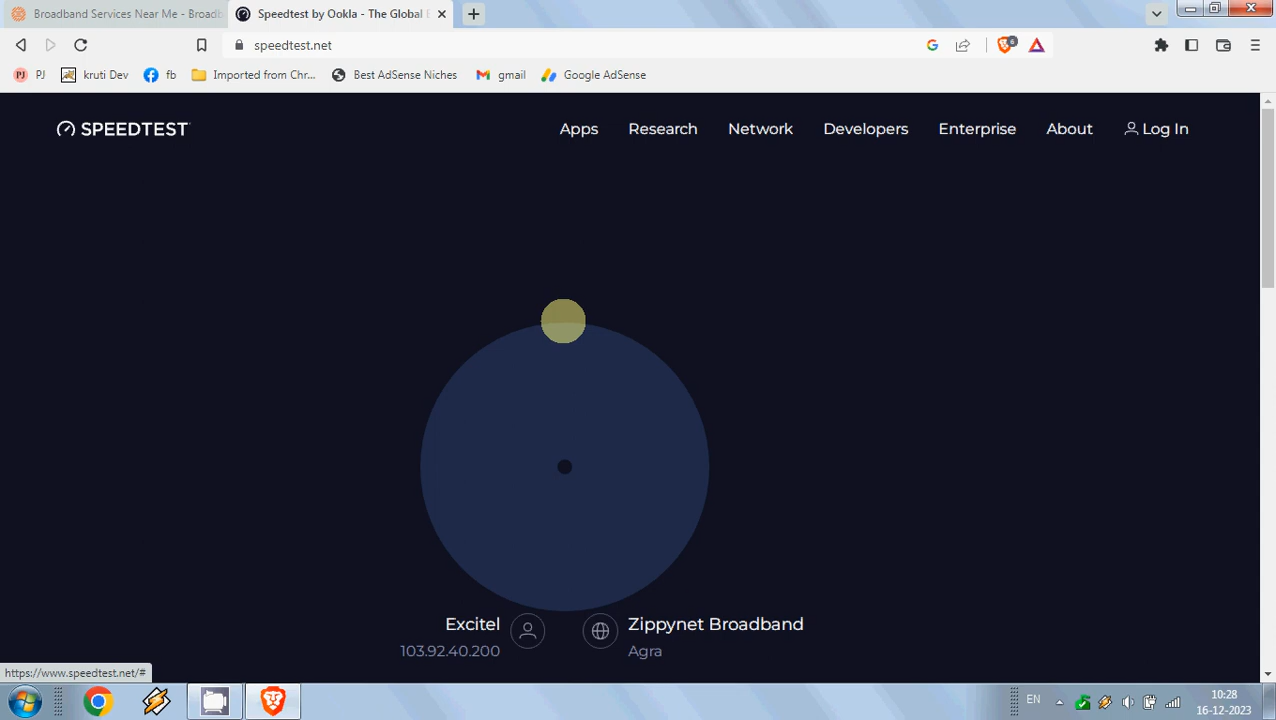 Broadband Services Near Me - Broadb
Speedtest by Ookla - The Global B
speedtest.net
6
PJ PJ
kruti Dev
fb
Imported from Chr...
Best AdSense Niches
gmail
Google AdSense
SPEEDTEST
Apps
Research
Network
Developers
Enterprise
About
Log In
Excitel
103.92.40.200
Zippynet Broadband
Agra
https://www.speedtest.net/#
EN
10:28
16-12-2023